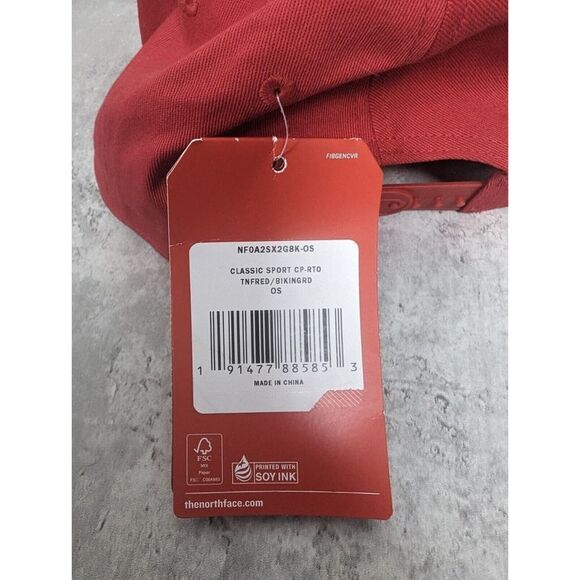 FI8GENCVR
NF0A2SX2G8K-OS
CLASSIC SPORT CP-RTO
TNFRED/BIKINGRD
OS
1 91477 88585 3
MADE IN CHINA
FSC
MIX
Paper
PRINTED WITH
SOY INK
thenorthface.com